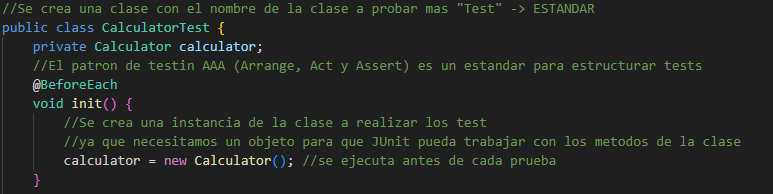 //Se crea una clase con el nombre de la clase a probar mas "Test" -> ESTANDAR
public class CalculatorTest {
    private Calculator calculator;
    //El patron de testin AAA (Arrange, Act y Assert) es un estandar para estructurar tests
    @BeforeEach
    void init() {
        //Se crea una instancia de la clase a realizar los test
        //ya que necesitamos un objeto para que JUnit pueda trabajar con los metodos de la clase
        calculator = new Calculator(); //se ejecuta antes de cada prueba
    }